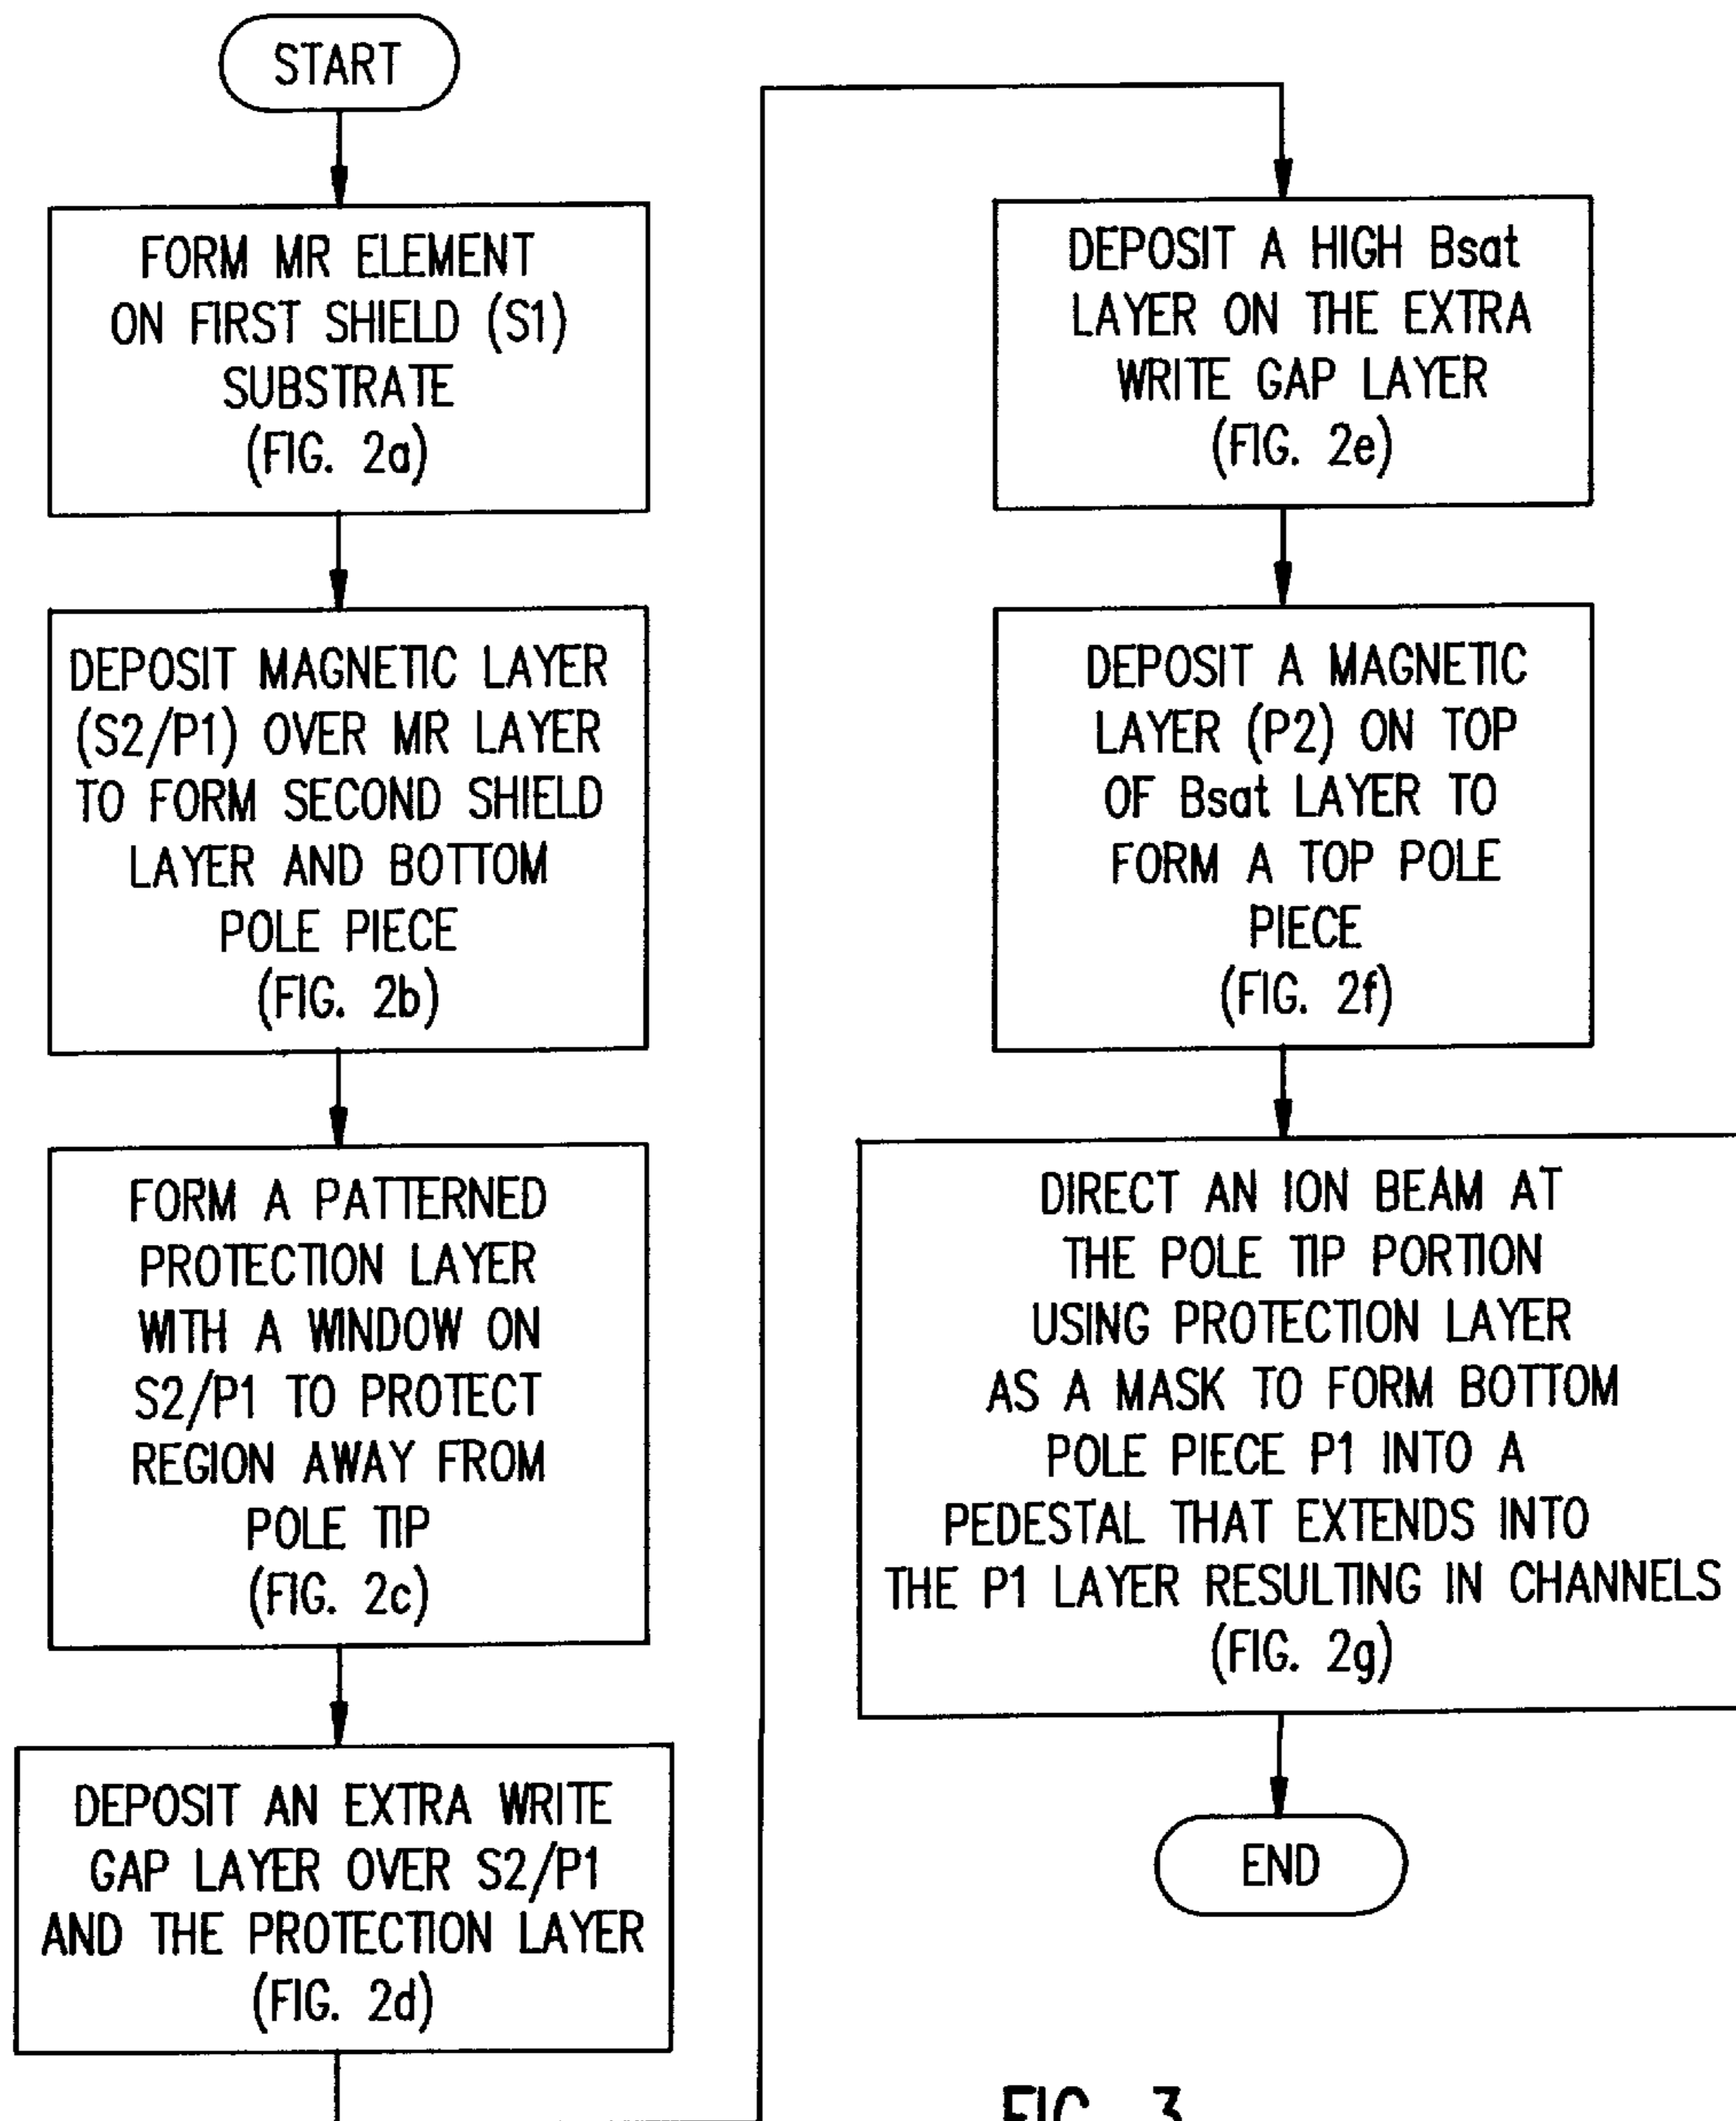 START
FORM MR ELEMENT
ON FIRST SHIELD (S1)
SUBSTRATE
(FIG. 2a)
DEPOSIT MAGNETIC LAYER
(S2/P1) OVER MR LAYER
TO FORM SECOND SHIELD
LAYER AND BOTTOM
POLE PIECE
(FIG. 2b)
FORM A PATTERNED
PROTECTION LAYER
WITH A WINDOW ON
S2/P1 TO PROTECT
REGION AWAY FROM
POLE TIP
(FIG. 2c)
DEPOSIT AN EXTRA WRITE
GAP LAYER OVER S2/P1
AND THE PROTECTION LAYER
(FIG. 2d)
DEPOSIT A HIGH Bsat
LAYER ON THE EXTRA
WRITE GAP LAYER
(FIG. 2e)
DEPOSIT A MAGNETIC
LAYER (P2) ON TOP
OF Bsat LAYER TO
FORM A TOP POLE
PIECE
(FIG. 2f)
DIRECT AN ION BEAM AT
THE POLE TIP PORTION
USING PROTECTION LAYER
AS A MASK TO FORM BOTTOM
POLE PIECE P1 INTO A
PEDESTAL THAT EXTENDS INTO
THE P1 LAYER RESULTING IN CHANNELS
(FIG. 2g)
END
FIG. 3